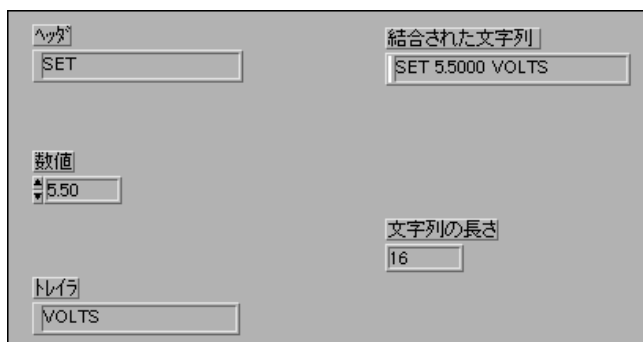 ヘッダ
SET
結合された文字列
SET 5.5000 VOLTS
数値
5.50
文字列の長さ
16
トレイラ
VOLTS